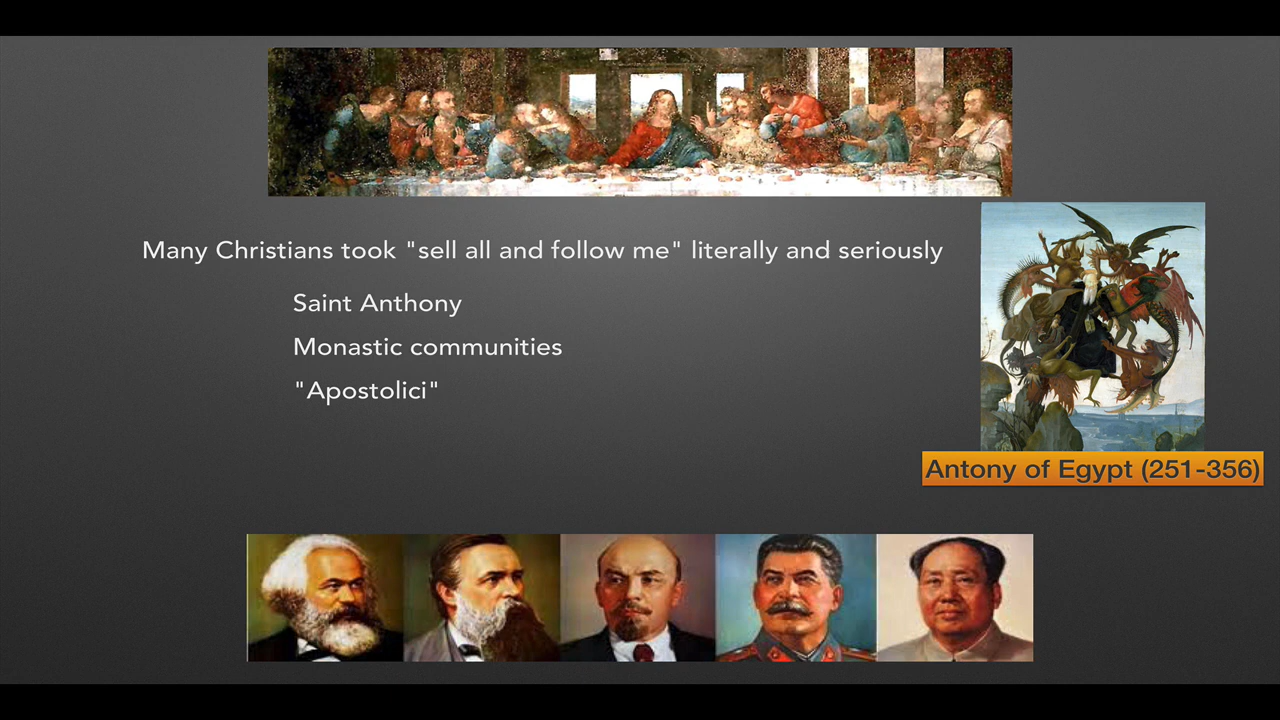 Many Christians took "sell all and follow me" literally and seriously
Saint Anthony
Monastic communities
"Apostolici"
Antony of Egypt (251-356)